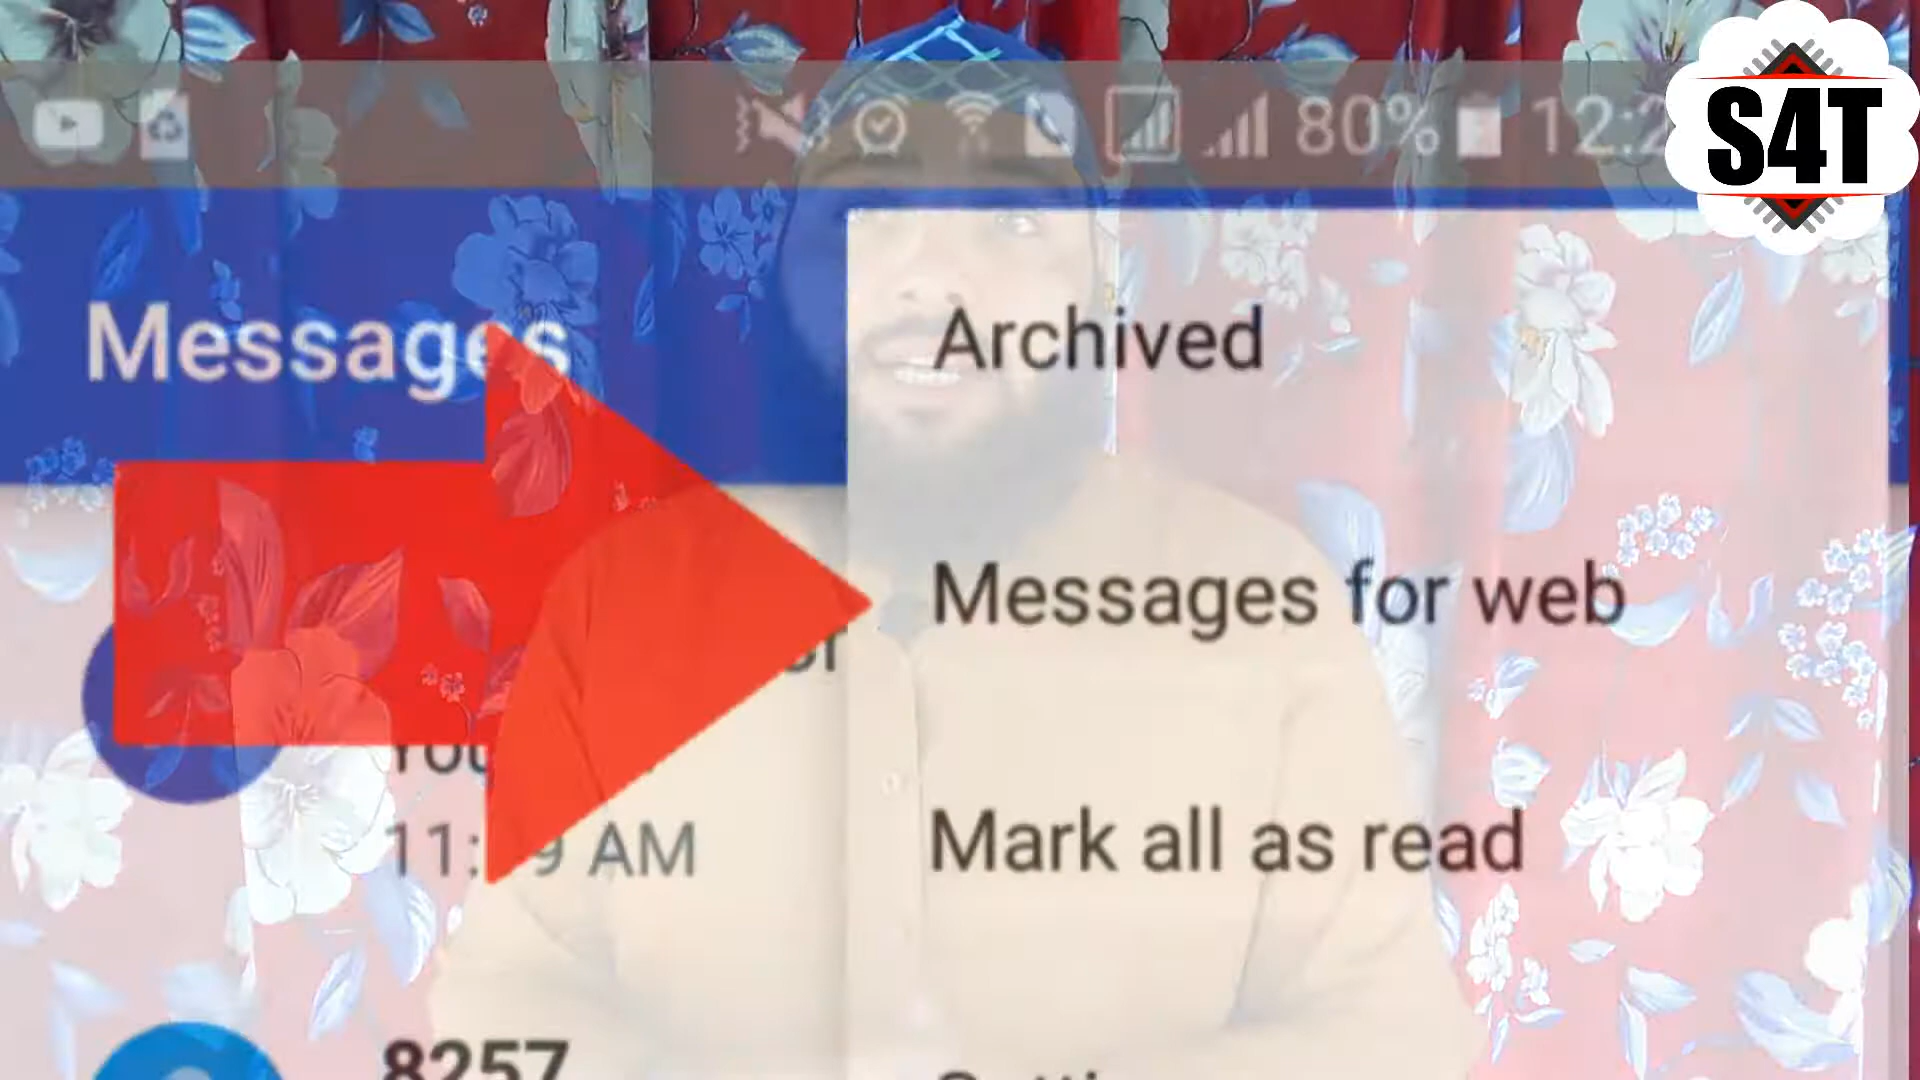 80%
S4T
Messages
Archived
Messages for web
Mark all as read
AM
8257